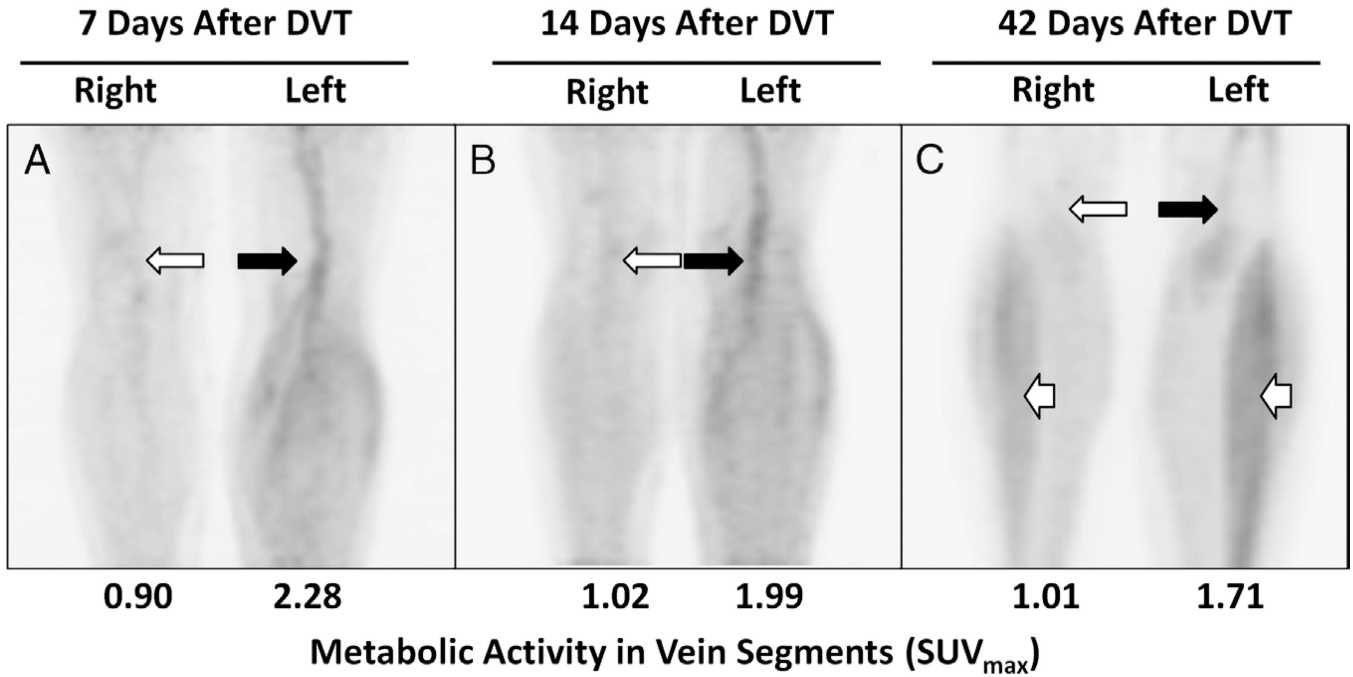 7 Days After DVT 14 Days After DVT 42 Days After DVT
Right Left Right Left Right Left
A B C
0.90 2.28 1.02 1.99 1.01 1.71
Metabolic Activity in Vein Segments (SUVmax)